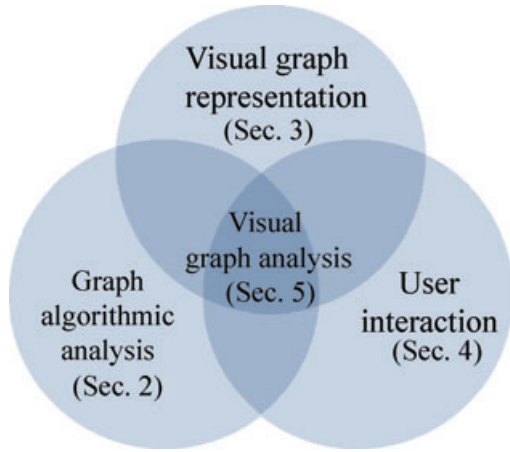 Visual graph
representation
(Sec. 3)
Visual
graph analysis
(Sec. 5)
Graph
algorithmic
analysis
(Sec. 2)
User
interaction
(Sec. 4)